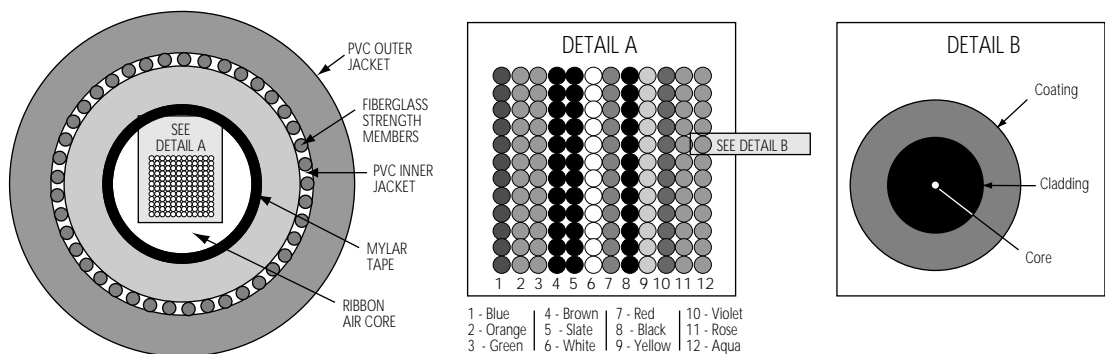 PVC OUTER
JACKET
FIBERGLASS
STRENGTH
MEMBERS
SEE
DETAIL A
PVC INNER
JACKET
MYLAR
TAPE
RIBBON
AIR CORE
DETAIL A
SEE DETAIL B
1 2 3 4 5 6 7 8 9 10 11 12
1 - Blue 4 - Brown 7 - Red 10 - Violet
2 - Orange 5 - Slate 8 - Black 11 - Rose
3 - Green 6 - White 9 - Yellow 12 - Aqua
DETAIL B
Coating
Cladding
Core